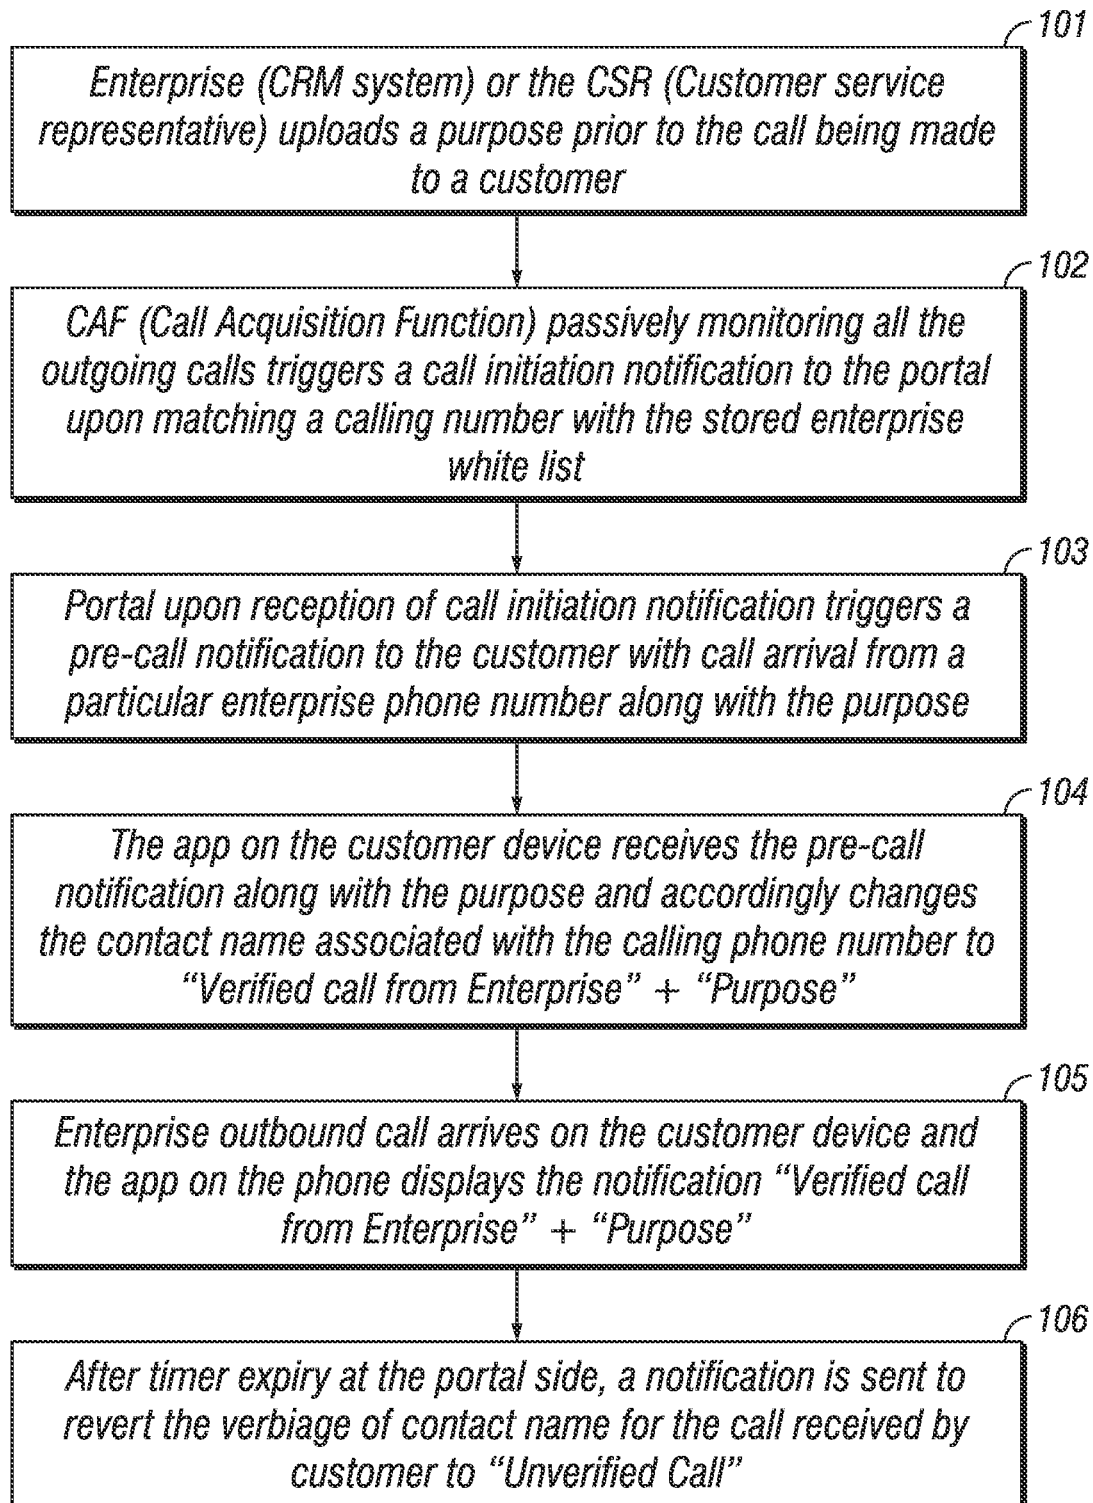 101
Enterprise (CRM system) or the CSR (Customer service
representative) uploads a purpose prior to the call being made
to a customer
102
CAF (Call Acquisition Function) passively monitoring all the
outgoing calls triggers a call initiation notification to the portal
upon matching a calling number with the stored enterprise
white list
103
Portal upon reception of call initiation notification triggers a
pre-call notification to the customer with call arrival from a
particular enterprise phone number along with the purpose
104
The app on the customer device receives the pre-call
notification along with the purpose and accordingly changes
the contact name associated with the calling phone number to
“Verified call from Enterprise” + “Purpose”
105
Enterprise outbound call arrives on the customer device and
the app on the phone displays the notification “Verified call
from Enterprise” + “Purpose”
106
After timer expiry at the portal side, a notification is sent to
revert the verbiage of contact name for the call received by
customer to “Unverified Call”